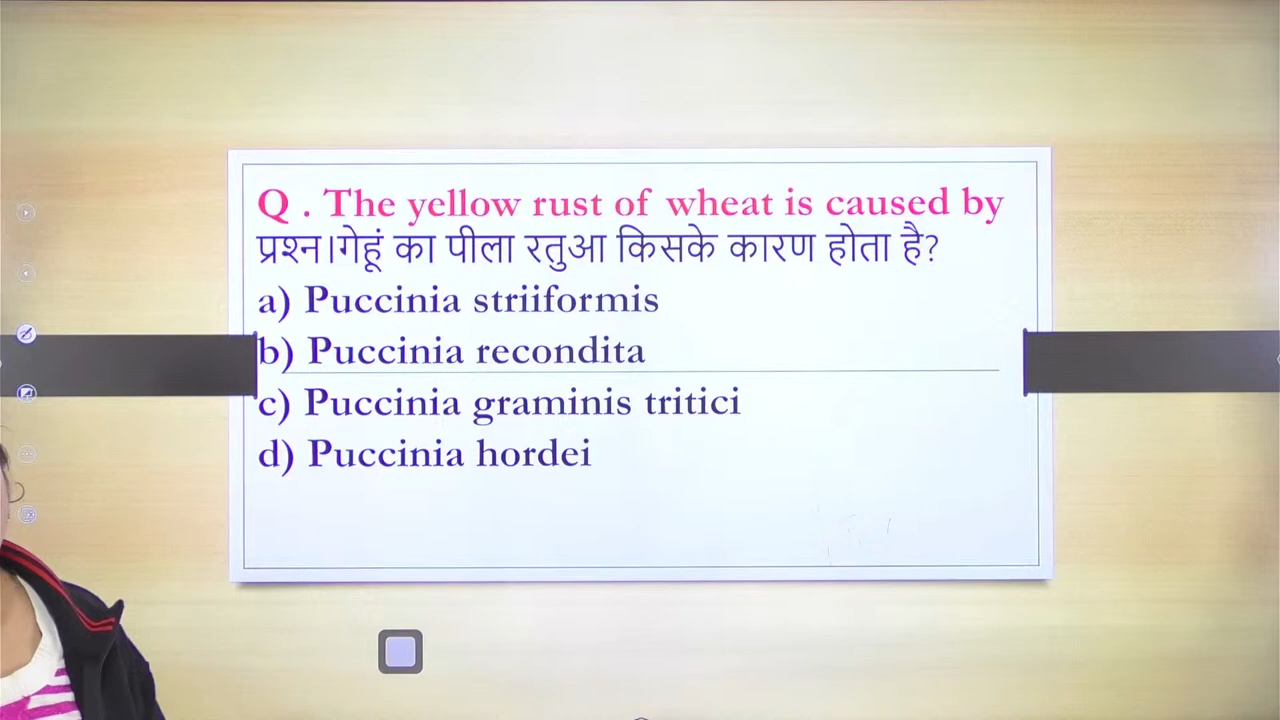 Q . The yellow rust of wheat is caused by
प्रश्न।गेहूं का पीला रतुआ किसके कारण होता है?
a) Puccinia striiformis
b) Puccinia recondita
c) Puccinia graminis tritici
d) Puccinia hordei